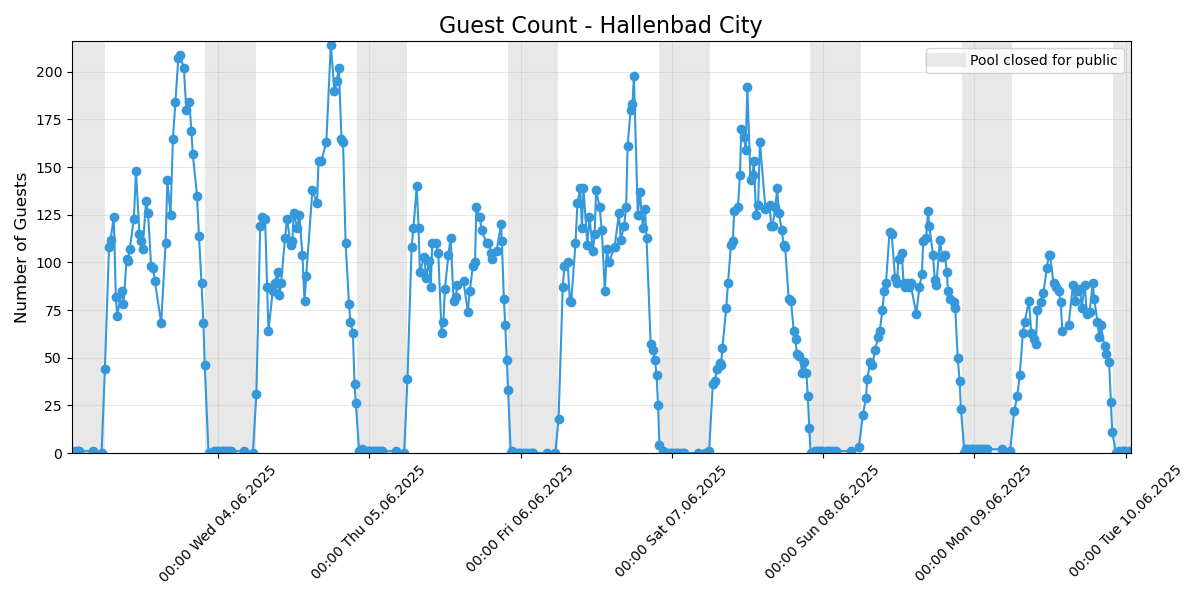 Guest Count - Hallenbad City
Pool closed for public
Number of Guests
200
175
150
125
100
75
50
25
0
00:00 Wed 04.06.2025
00:00 Thu 05.06.2025
00:00 Fri 06.06.2025
00:00 Sat 07.06.2025
00:00 Sun 08.06.2025
00:00 Mon 09.06.2025
00:00 Tue 10.06.2025